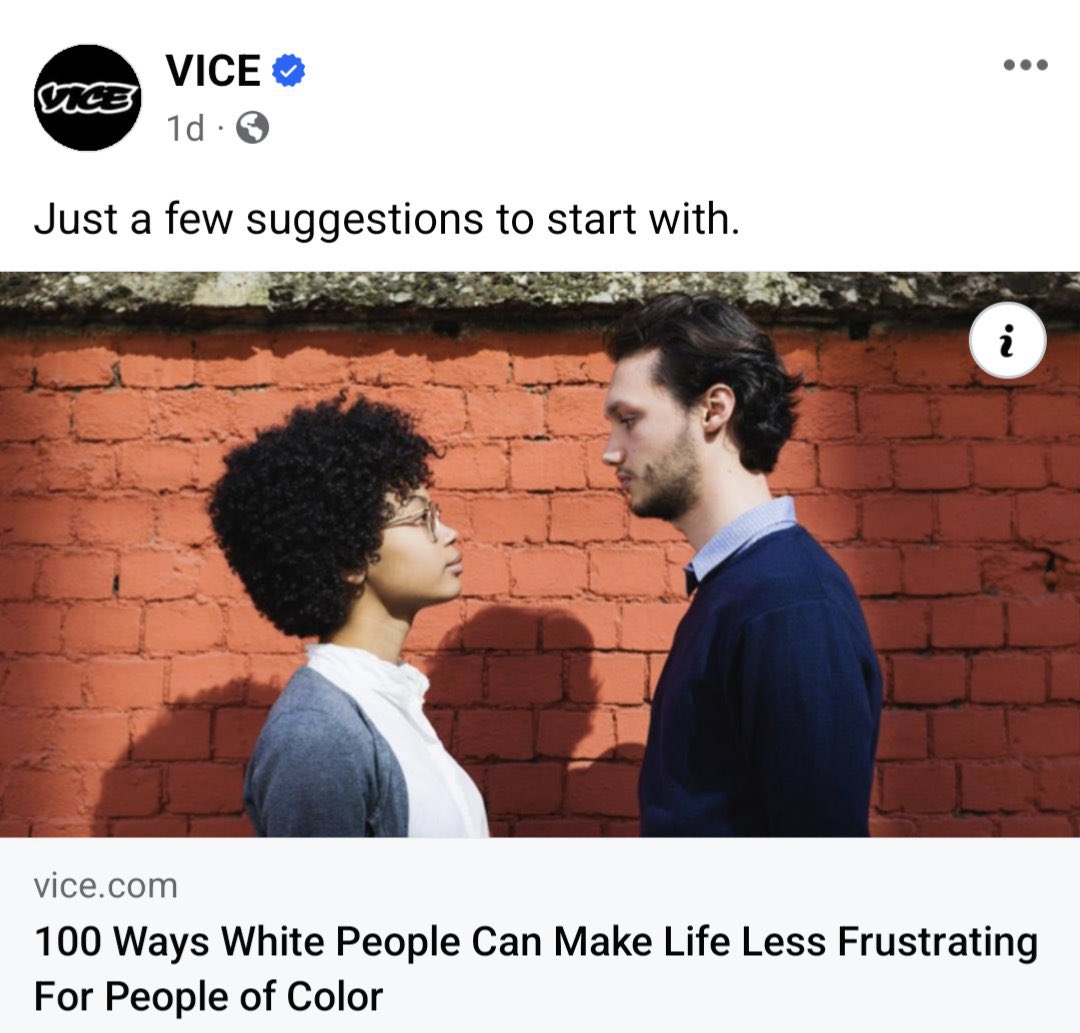 VICE
VICE
1d ·
Just a few suggestions to start with.
i
vice.com
100 Ways White People Can Make Life Less Frustrating
For People of Color